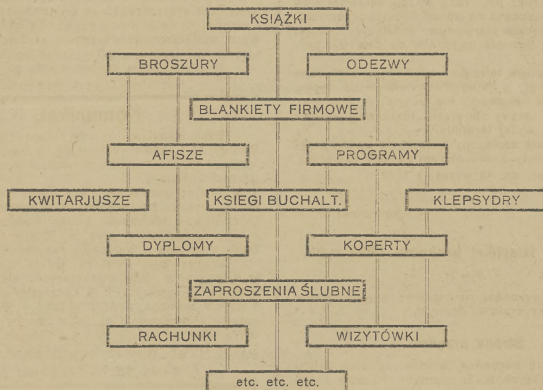 KSIĄŻKI
BROSZURY
ODEZWY
BLANKIETY FIRMOWE
AFISZE
PROGRAMY
KWITARJUSZE
KSIEGI BUCHALT.
KLEPSYDRY
DYPLOMY
KOPERTY
ZAPROSZENIA ŚLUBNE
RACHUNKI
WIZYTÓWKI
etc. etc. etc.